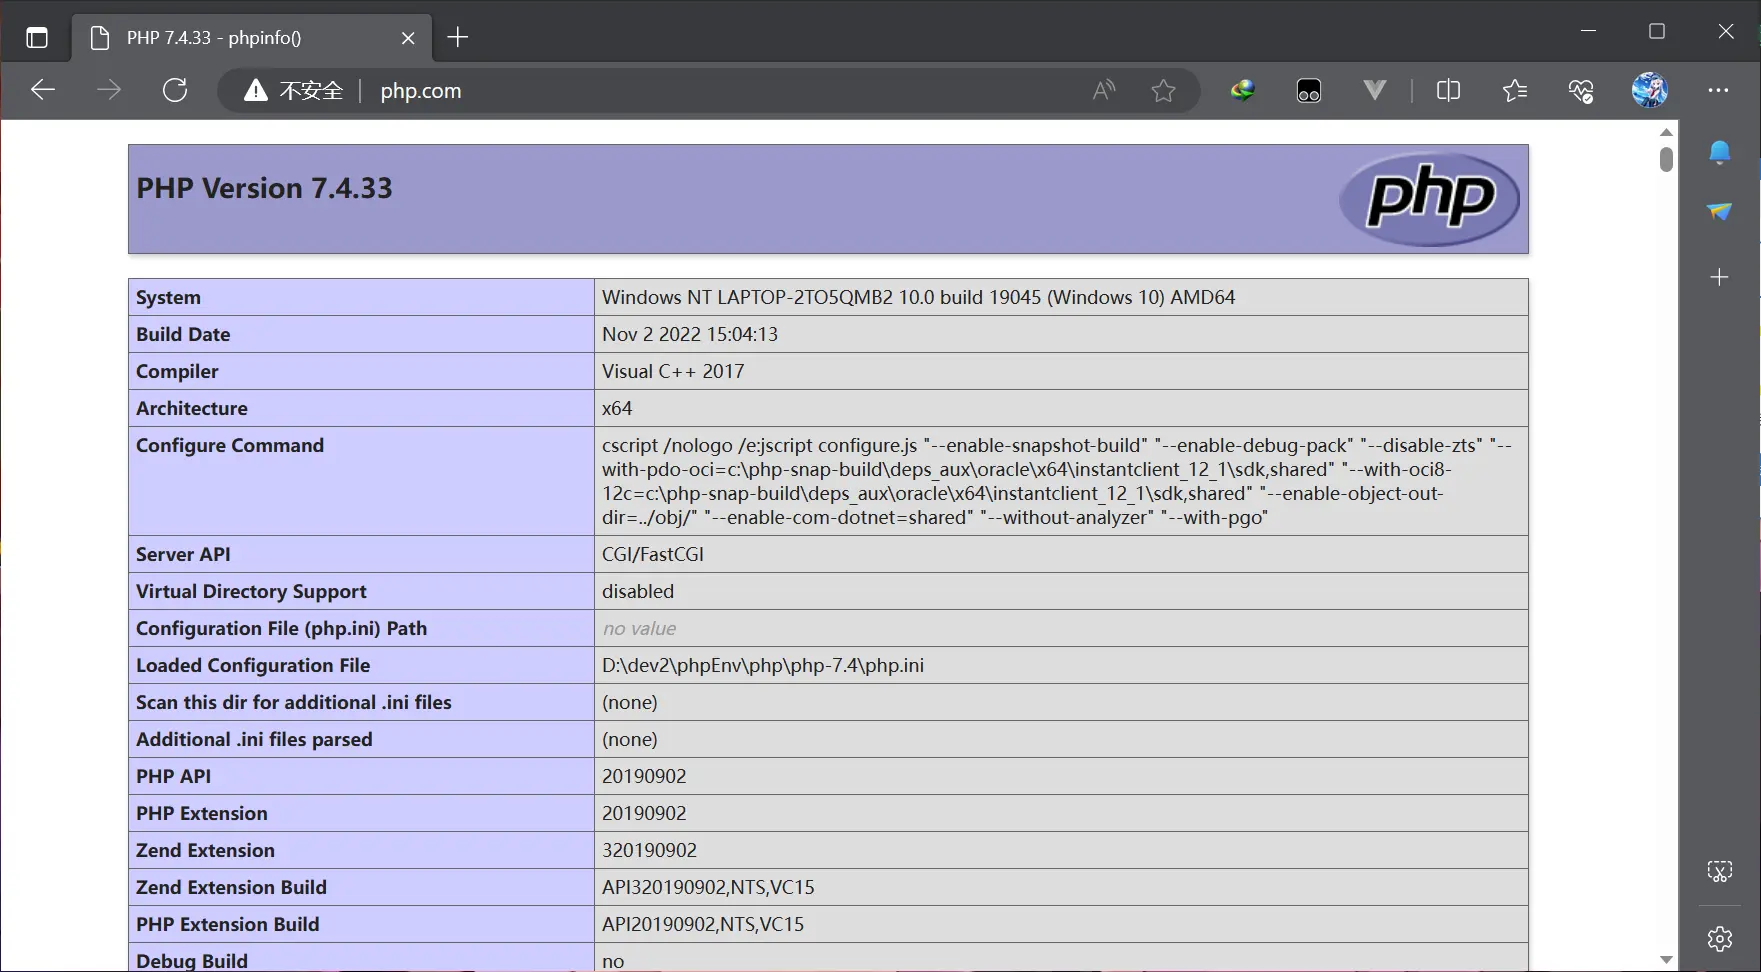 PHP 7.4.33 - phpinfo()
不安全
php.com
PHP Version 7.4.33
php
System Windows NT LAPTOP-2TO5QMB2 10.0 build 19045 (Windows 10) AMD64
Build Date Nov 2 2022 15:04:13
Compiler Visual C++ 2017
Architecture x64
Configure Command cscript /nologo /e:jscript configure.js "--enable-snapshot-build" "--enable-debug-pack" "--disable-zts" "--
with-pdo-oci=c:\php-snap-build\deps_aux\oracle\x64\instantclient_12_1\sdk,shared" "--with-oci8-
12c=c:\php-snap-build\deps_aux\oracle\x64\instantclient_12_1\sdk,shared" "--enable-object-out-
dir=../obj/" "--enable-com-dotnet=shared" "--without-analyzer" "--with-pgo"
Server API CGI/FastCGI
Virtual Directory Support disabled
Configuration File (php.ini) Path no value
Loaded Configuration File D:\dev2\phpEnv\php\php-7.4\php.ini
Scan this dir for additional .ini files (none)
Additional .ini files parsed (none)
PHP API 20190902
PHP Extension 20190902
Zend Extension 320190902
Zend Extension Build API320190902,NTS,VC15
PHP Extension Build API20190902,NTS,VC15
Debug Build no